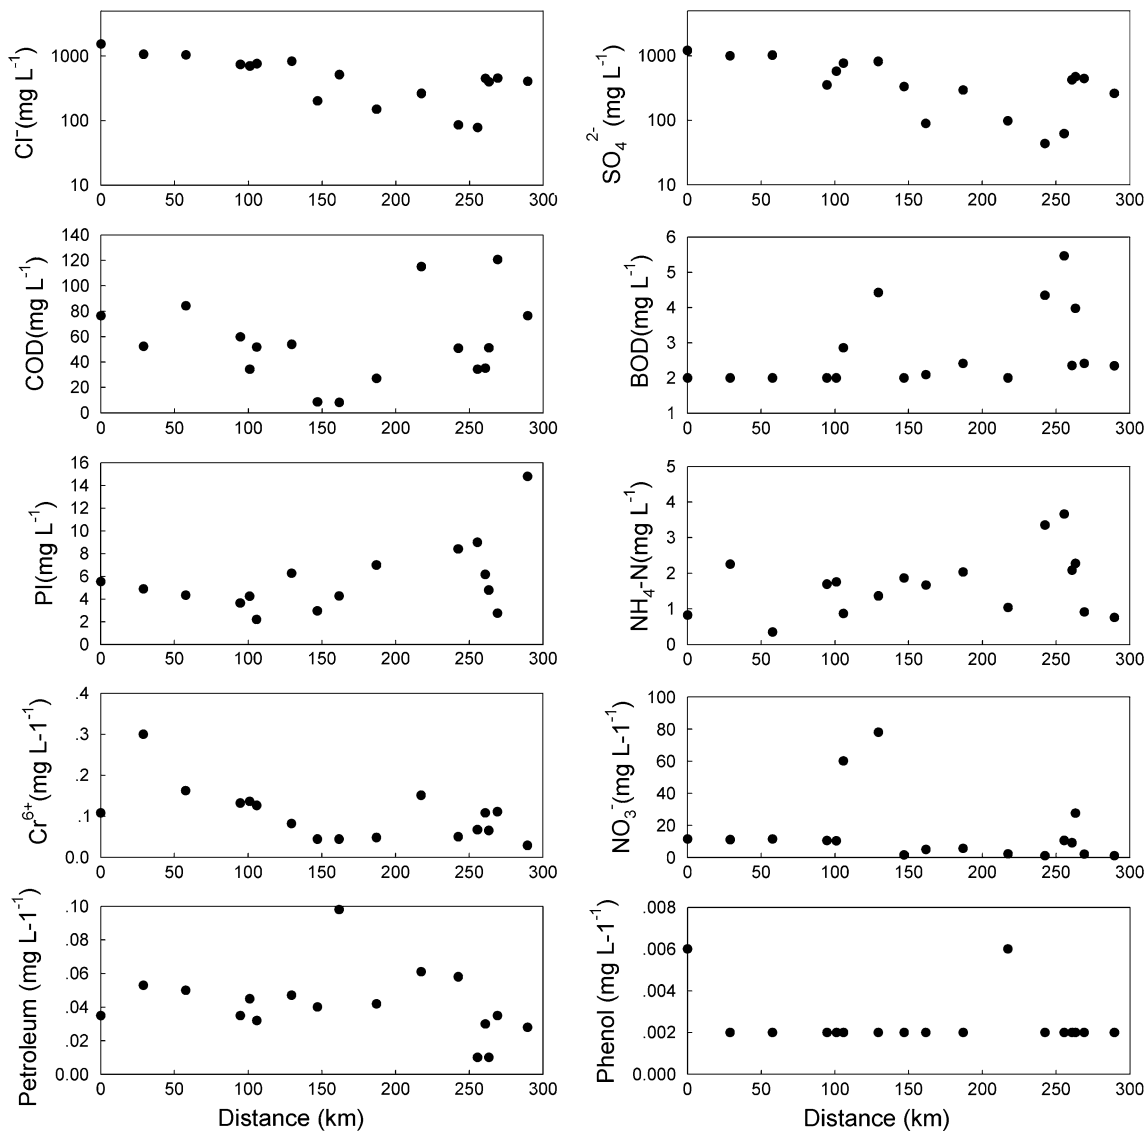 Cl⁻(mg L⁻¹)
1000
100
10
0 50 100 150 200 250 300
SO₄²⁻(mg L⁻¹)
1000
100
10
0 50 100 150 200 250 300
COD(mg L⁻¹)
140
120
100
80
60
40
20
0
0 50 100 150 200 250 300
BOD(mg L⁻¹)
6
5
4
3
2
1
0 50 100 150 200 250 300
PI(mg L⁻¹)
16
14
12
10
8
6
4
2
0
0 50 100 150 200 250 300
NH₄-N(mg L⁻¹)
5
4
3
2
1
0
0 50 100 150 200 250 300
Cr⁶⁺(mg L-1⁻¹)
.4
.3
.2
.1
0.0
0 50 100 150 200 250 300
NO₃⁻(mg L-1⁻¹)
100
80
60
40
20
0
0 50 100 150 200 250 300
Petroleum (mg L-1⁻¹)
.10
.08
.06
.04
.02
0.00
0 50 100 150 200 250 300
Distance (km)
Phenol (mg L-1⁻¹)
.008
.006
.004
.002
0.000
0 50 100 150 200 250 300
Distance (km)